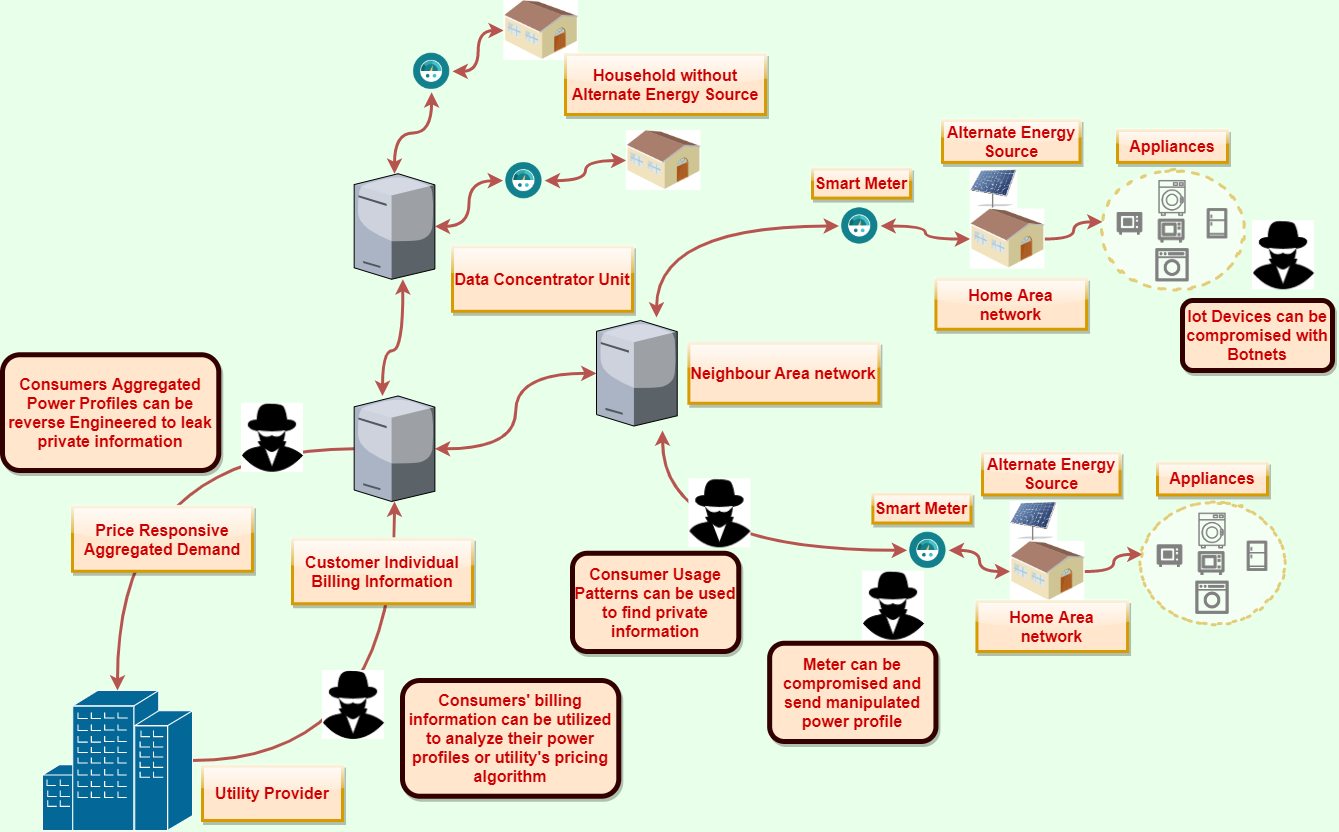 Household without
Alternate Energy Source
Alternate Energy
Source
Appliances
Smart Meter
Data Concentrator Unit
Home Area
network
Iot Devices can be
compromised with
Botnets
Neighbour Area network
Consumers Aggregated
Power Profiles can be
reverse Engineered to leak
private information
Alternate Energy
Source
Appliances
Smart Meter
Price Responsive
Aggregated Demand
Customer Individual
Billing Information
Consumer Usage
Patterns can be used
to find private
information
Home Area
network
Meter can be
compromised and
send manipulated
power profile
Consumers' billing
information can be utilized
to analyze their power
profiles or utility's pricing
algorithm
Utility Provider